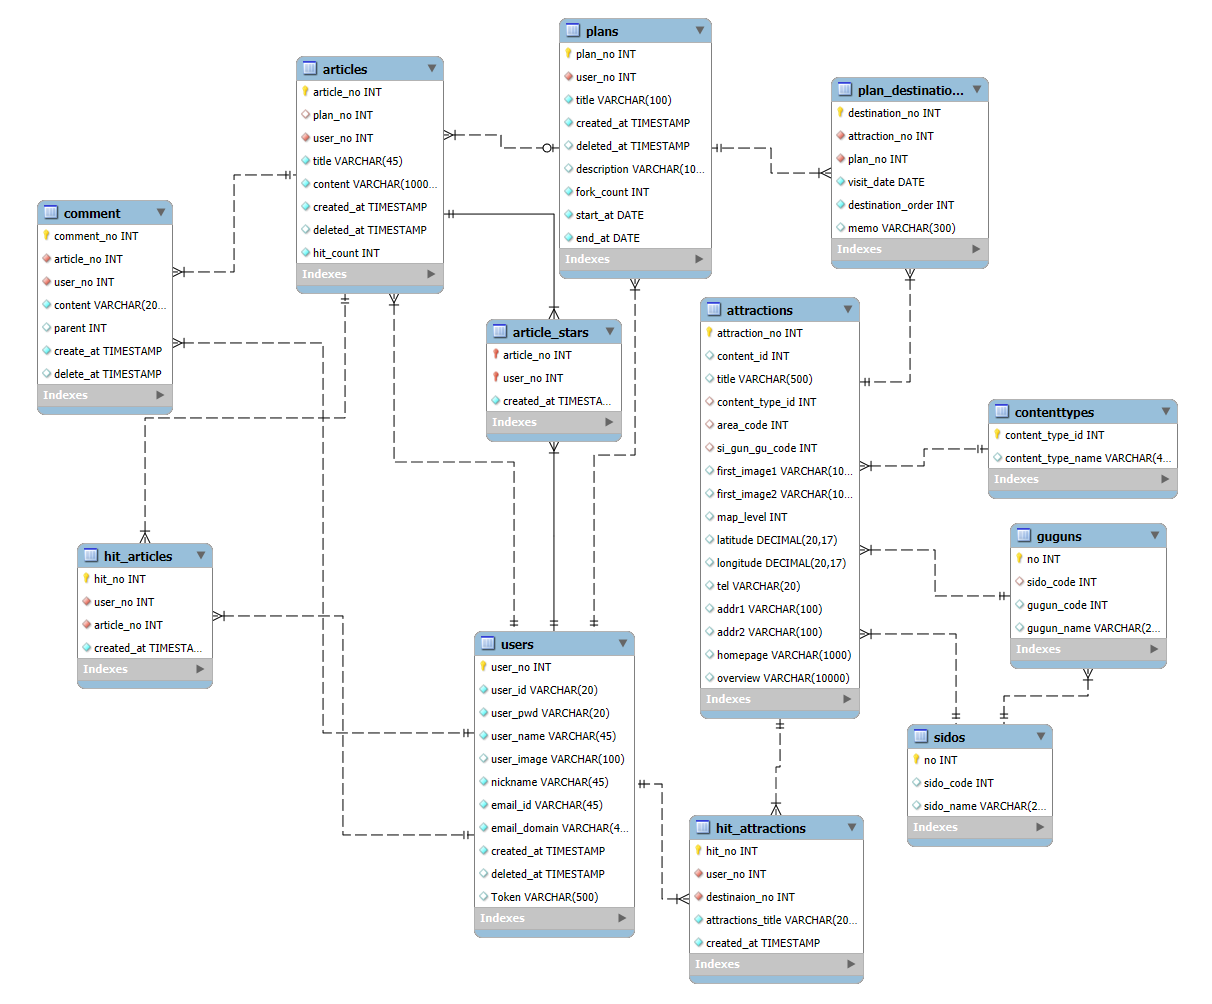 plans
plan_no INT
user_no INT
title VARCHAR(100)
created_at TIMESTAMP
deleted_at TIMESTAMP
description VARCHAR(10...
fork_count INT
start_at DATE
end_at DATE
Indexes
articles
article_no INT
plan_no INT
user_no INT
title VARCHAR(45)
content VARCHAR(1000...
created_at TIMESTAMP
deleted_at TIMESTAMP
hit_count INT
Indexes
plan_destinatio...
destination_no INT
attraction_no INT
plan_no INT
visit_date DATE
destination_order INT
memo VARCHAR(300)
Indexes
comment
comment_no INT
article_no INT
user_no INT
content VARCHAR(20...
parent INT
create_at TIMESTAMP
delete_at TIMESTAMP
Indexes
article_stars
article_no INT
user_no INT
created_at TIMESTA...
Indexes
attractions
attraction_no INT
content_id INT
title VARCHAR(500)
content_type_id INT
area_code INT
si_gun_gu_code INT
first_image1 VARCHAR(10...
first_image2 VARCHAR(10...
map_level INT
latitude DECIMAL(20,17)
longitude DECIMAL(20,17)
tel VARCHAR(20)
addr1 VARCHAR(100)
addr2 VARCHAR(100)
homepage VARCHAR(1000)
overview VARCHAR(10000)
Indexes
contenttypes
content_type_id INT
content_type_name VARCHAR(4...
Indexes
guguns
no INT
sido_code INT
gugun_code INT
gugun_name VARCHAR(2...
Indexes
hit_articles
hit_no INT
user_no INT
article_no INT
created_at TIMESTA...
Indexes
users
user_no INT
user_id VARCHAR(20)
user_pwd VARCHAR(20)
user_name VARCHAR(45)
user_image VARCHAR(100)
nickname VARCHAR(45)
email_id VARCHAR(45)
email_domain VARCHAR(4...
created_at TIMESTAMP
deleted_at TIMESTAMP
Token VARCHAR(500)
Indexes
sidos
no INT
sido_code INT
sido_name VARCHAR(2...
Indexes
hit_attractions
hit_no INT
user_no INT
destinaion_no INT
attractions_title VARCHAR(20...
created_at TIMESTAMP
Indexes